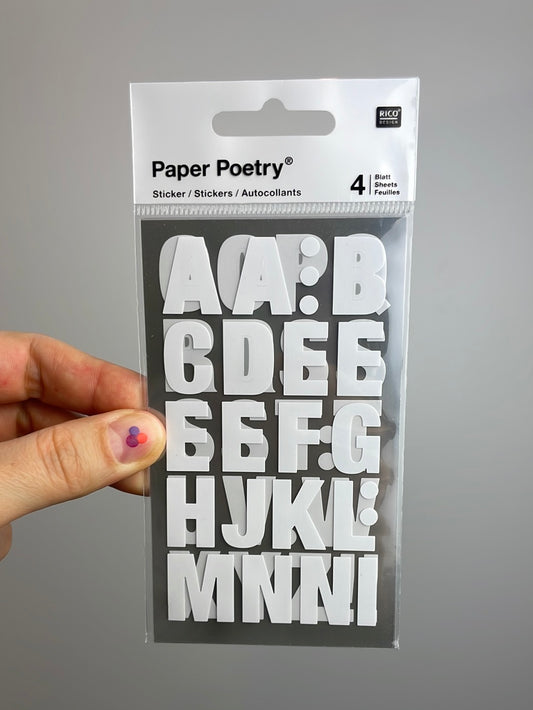 RICO
DESIGN
Paper Poetry®
Sticker / Stickers / Autocollants
4
Blatt
Sheets
Feuilles
A A : B
C D E E
E E F G
H J K L :
M N N I